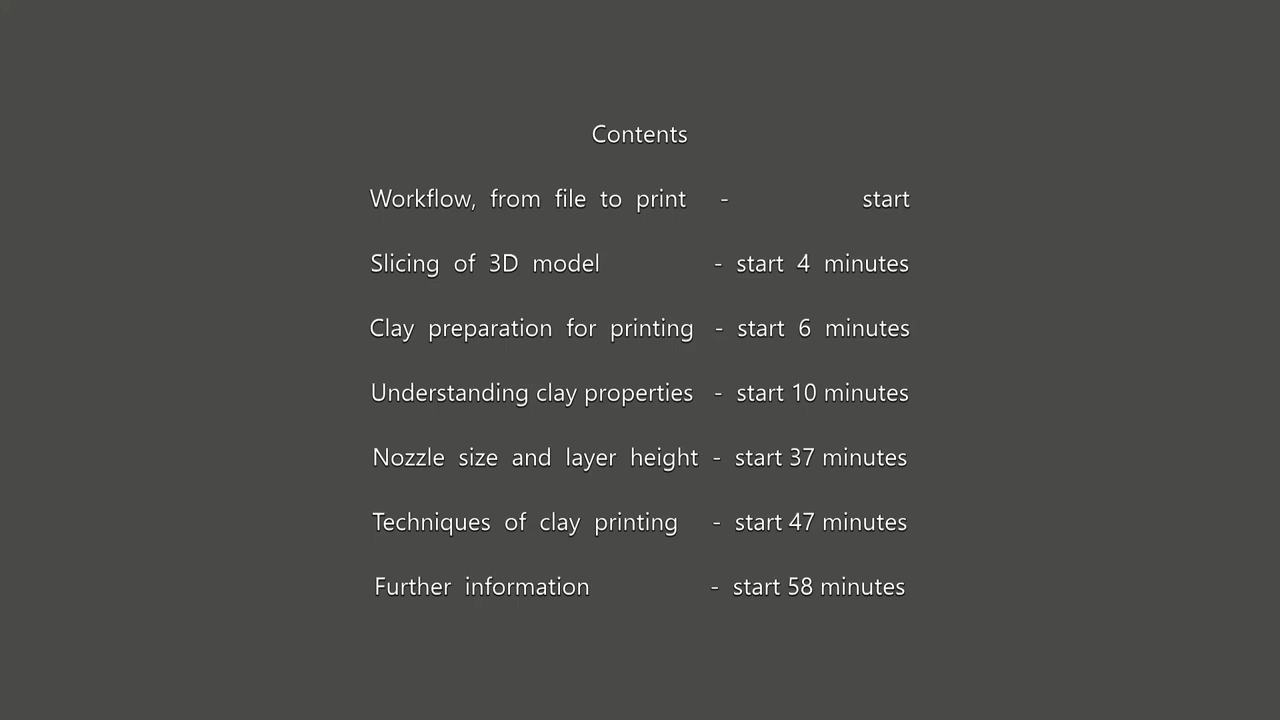 Contents
Workflow, from file to print - start
Slicing of 3D model - start 4 minutes
Clay preparation for printing - start 6 minutes
Understanding clay properties - start 10 minutes
Nozzle size and layer height - start 37 minutes
Techniques of clay printing - start 47 minutes
Further information - start 58 minutes